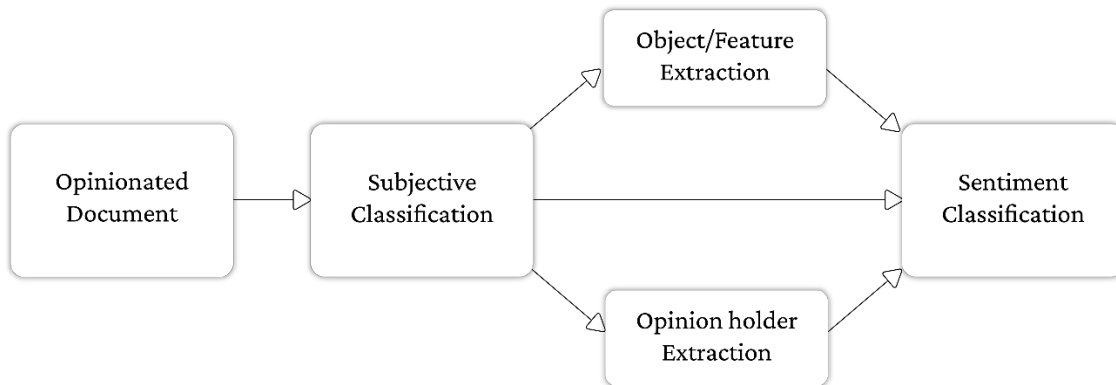 Opinionated
Document
Subjective
Classification
Object/Feature
Extraction
Opinion holder
Extraction
Sentiment
Classification